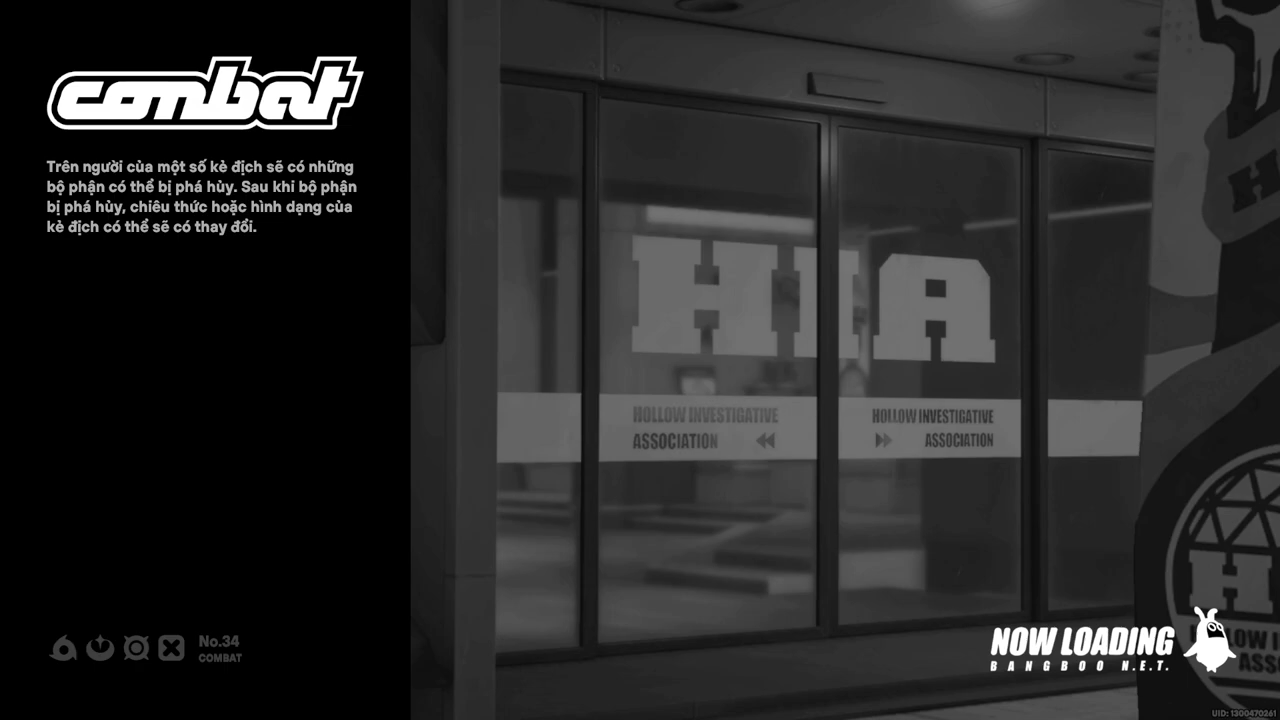 combat
Trên người của một số kẻ địch sẽ có những
bộ phận có thể bị phá hủy. Sau khi bộ phận
bị phá hủy, chiêu thức hoặc hình dạng của
kẻ địch có thể sẽ có thay đổi.
HIA
HOLLOW INVESTIGATIVE
ASSOCIATION
HOLLOW INVESTIGATIVE
ASSOCIATION
H
H
No.34
COMBAT
NOW LOADING
BANGBOO N.E.T.
UID: 1300470261